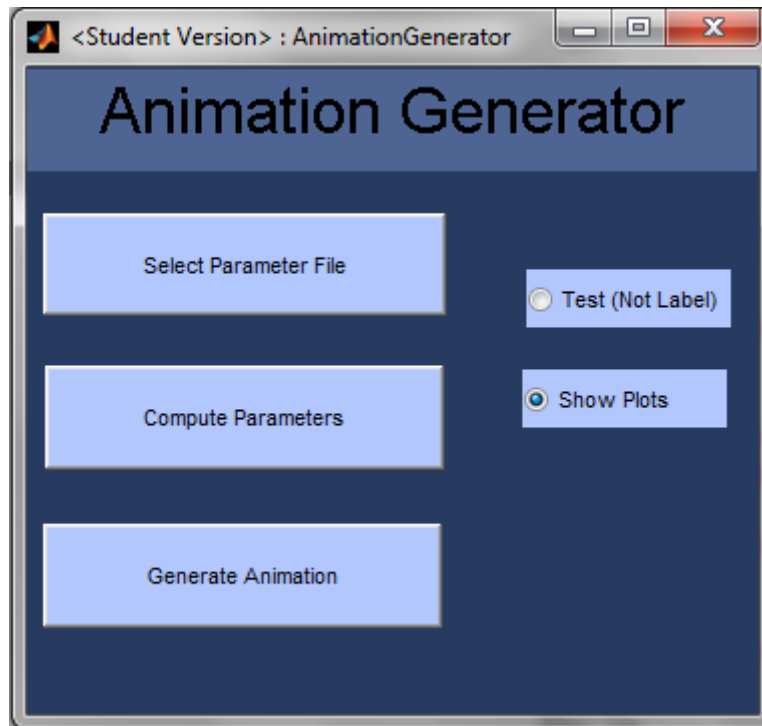 <Student Version> : AnimationGenerator
Animation Generator
Select Parameter File
Test (Not Label)
Compute Parameters
Show Plots
Generate Animation